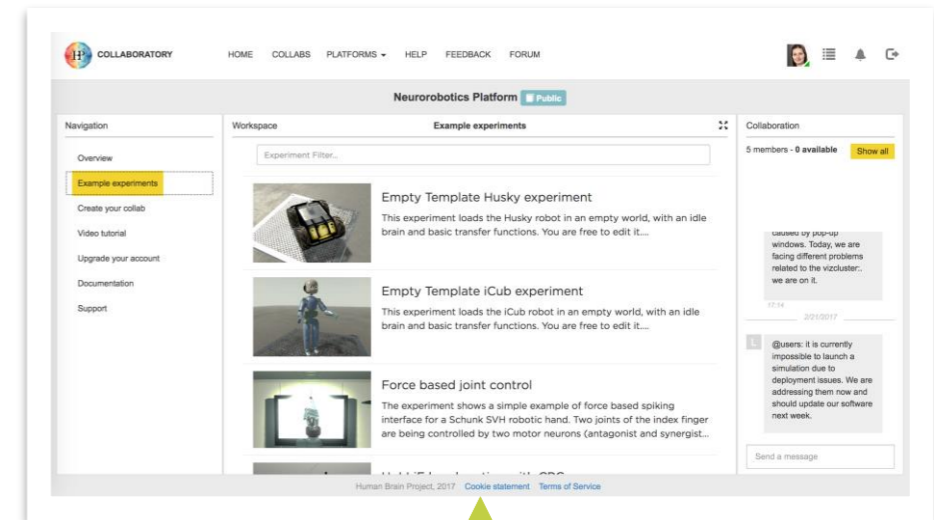 HP COLLABORATORY HOME COLLABS PLATFORMS HELP FEEDBACK FORUM
Neurorobotics Platform Public
Navigation
Overview
Example experiments
Create your collab
Video tutorial
Upgrade your account
Documentation
Support
Workspace Example experiments
Experiment Filter..
Empty Template Husky experiment
This experiment loads the Husky robot in an empty world, with an idle
brain and basic transfer functions. You are free to edit it....
Empty Template iCub experiment
This experiment loads the iCub robot in an empty world, with an idle
brain and basic transfer functions. You are free to edit it....
Force based joint control
The experiment shows a simple example of force based spiking
interface for a Schunk SVH robotic hand. Two joints of the index finger
are being controlled by two motor neurons (antagonist and synergist...
Collaboration
5 members - 0 available Show all
caused by pop-up
windows. Today, we are
facing different problems
related to the vizcluster:.
we are on it.
17:14
2/21/2017
L
@users: it is currently
impossible to launch a
simulation due to
deployment issues. We are
addressing them now and
should update our software
next week.
Send a message
Human Brain Project, 2017 Cookie statement Terms of Service